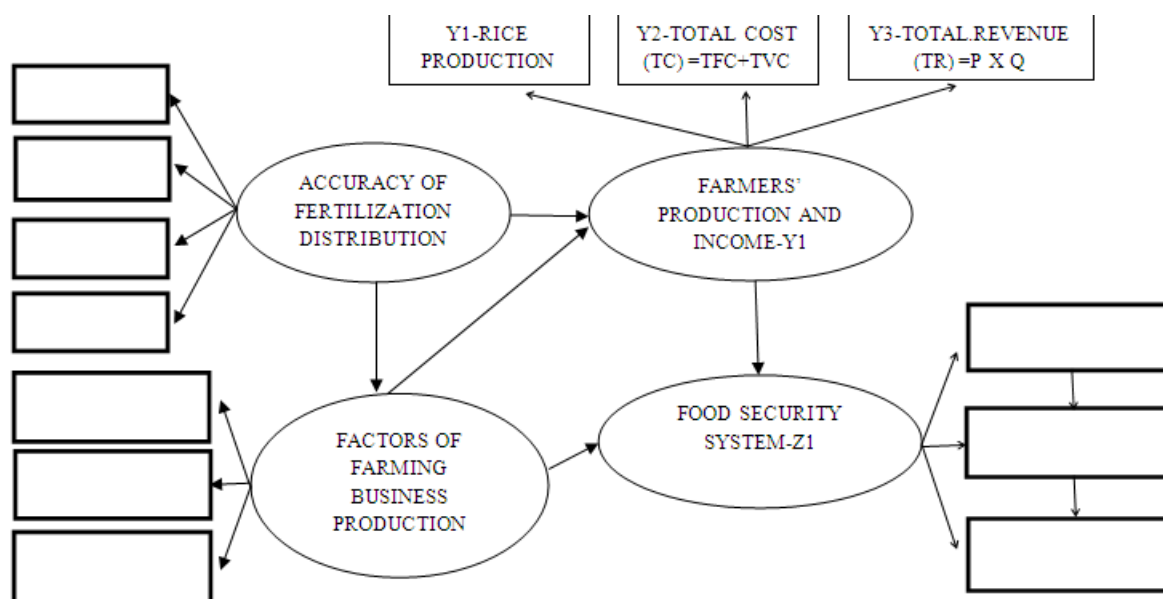 Y1-RICE
PRODUCTION
Y2-TOTAL COST
(TC) =TFC+TVC
Y3-TOTAL.REVENUE
(TR) =P X Q
ACCURACY OF
FERTILIZATION
DISTRIBUTION
FARMERS’
PRODUCTION AND
INCOME-Y1
FACTORS OF
FARMING
BUSINESS
PRODUCTION
FOOD SECURITY
SYSTEM-Z1